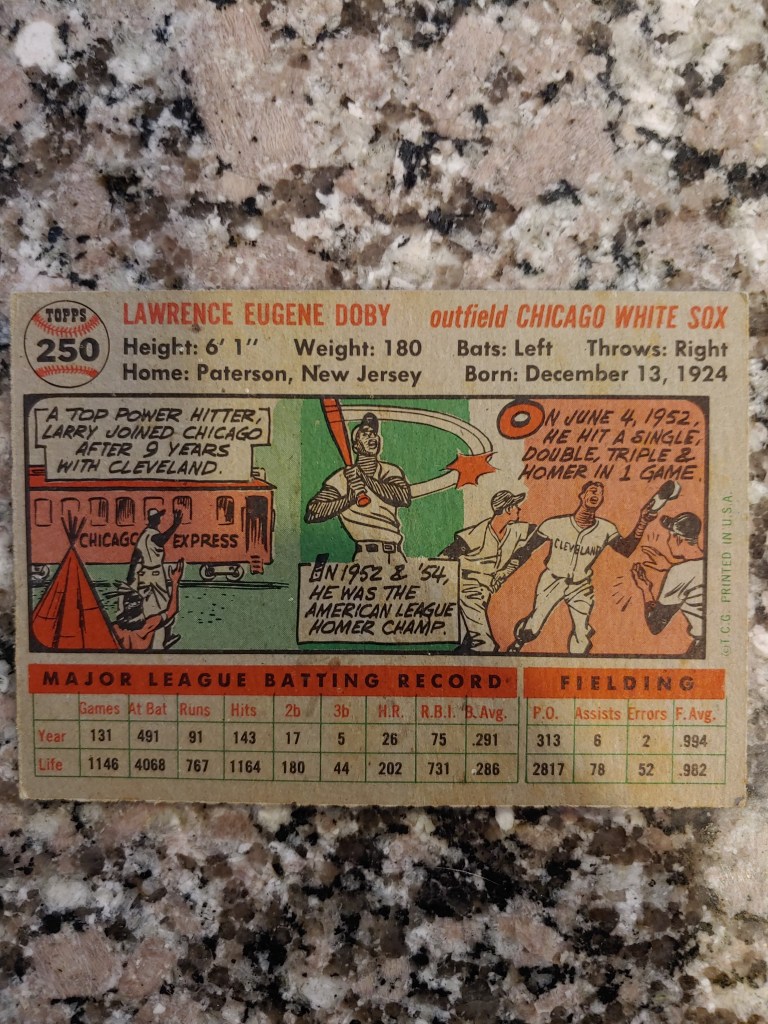 TOPPS
250
LAWRENCE EUGENE DOBY outfield CHICAGO WHITE SOX
Height: 6' 1" Weight: 180 Bats: Left Throws: Right
Home: Paterson, New Jersey Born: December 13, 1924
A TOP POWER HITTER,
LARRY JOINED CHICAGO
AFTER 9 YEARS
WITH CLEVELAND.
CHICAGO EXPRESS
IN 1952 & '54,
HE WAS THE
AMERICAN LEAGUE
HOMER CHAMP.
ON JUNE 4, 1952,
HE HIT A SINGLE,
DOUBLE, TRIPLE &
HOMER IN 1 GAME.
CLEVELAND
©T.C.G. PRINTED IN U.S.A.
MAJOR LEAGUE BATTING RECORD FIELDING
Games At Bat Runs Hits 2b 3b H.R. R.B.I. B. Avg. P.O. Assists Errors F. Avg.
Year 131 491 91 143 17 5 26 75 .291 313 6 2 .994
Life 1146 4068 767 1164 180 44 202 731 .286 2817 78 52 .982